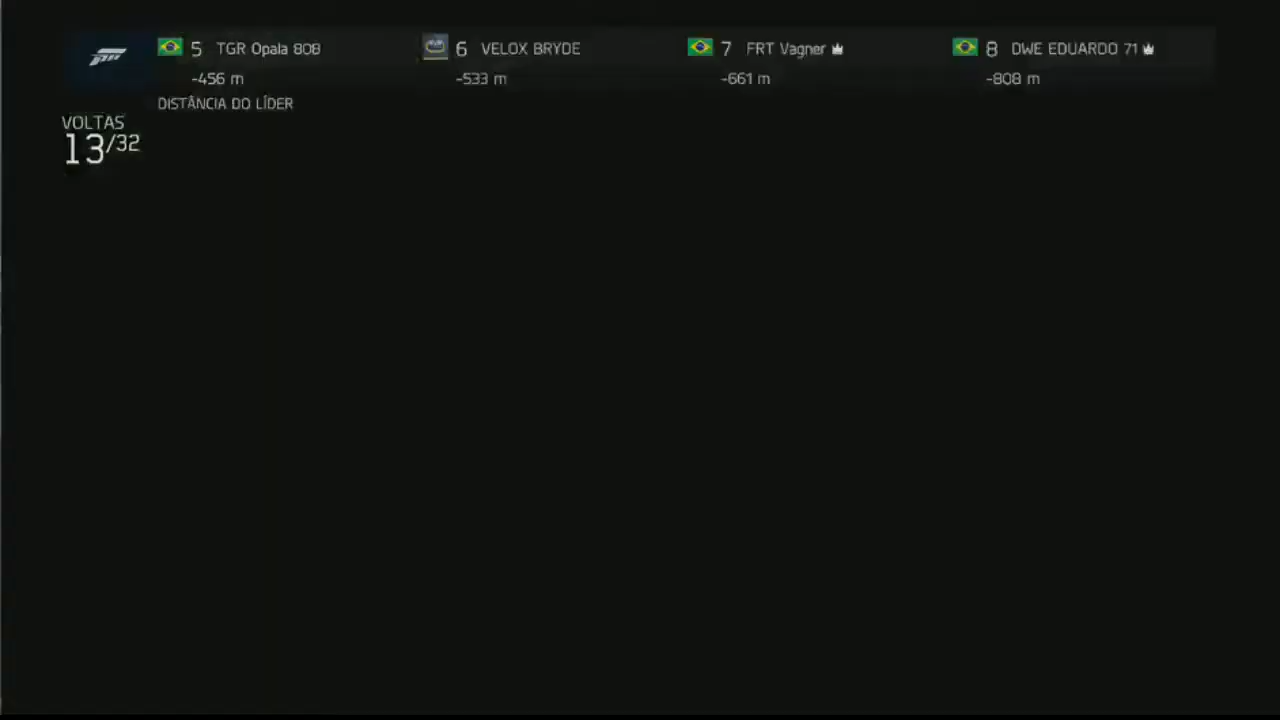 5 TGR Opala 808
-456 m
6 VELOX BRYDE
-533 m
7 FRT Vagner
-661 m
8 DWE EDUARDO 71
-808 m
DISTÂNCIA DO LÍDER
VOLTAS
13/32